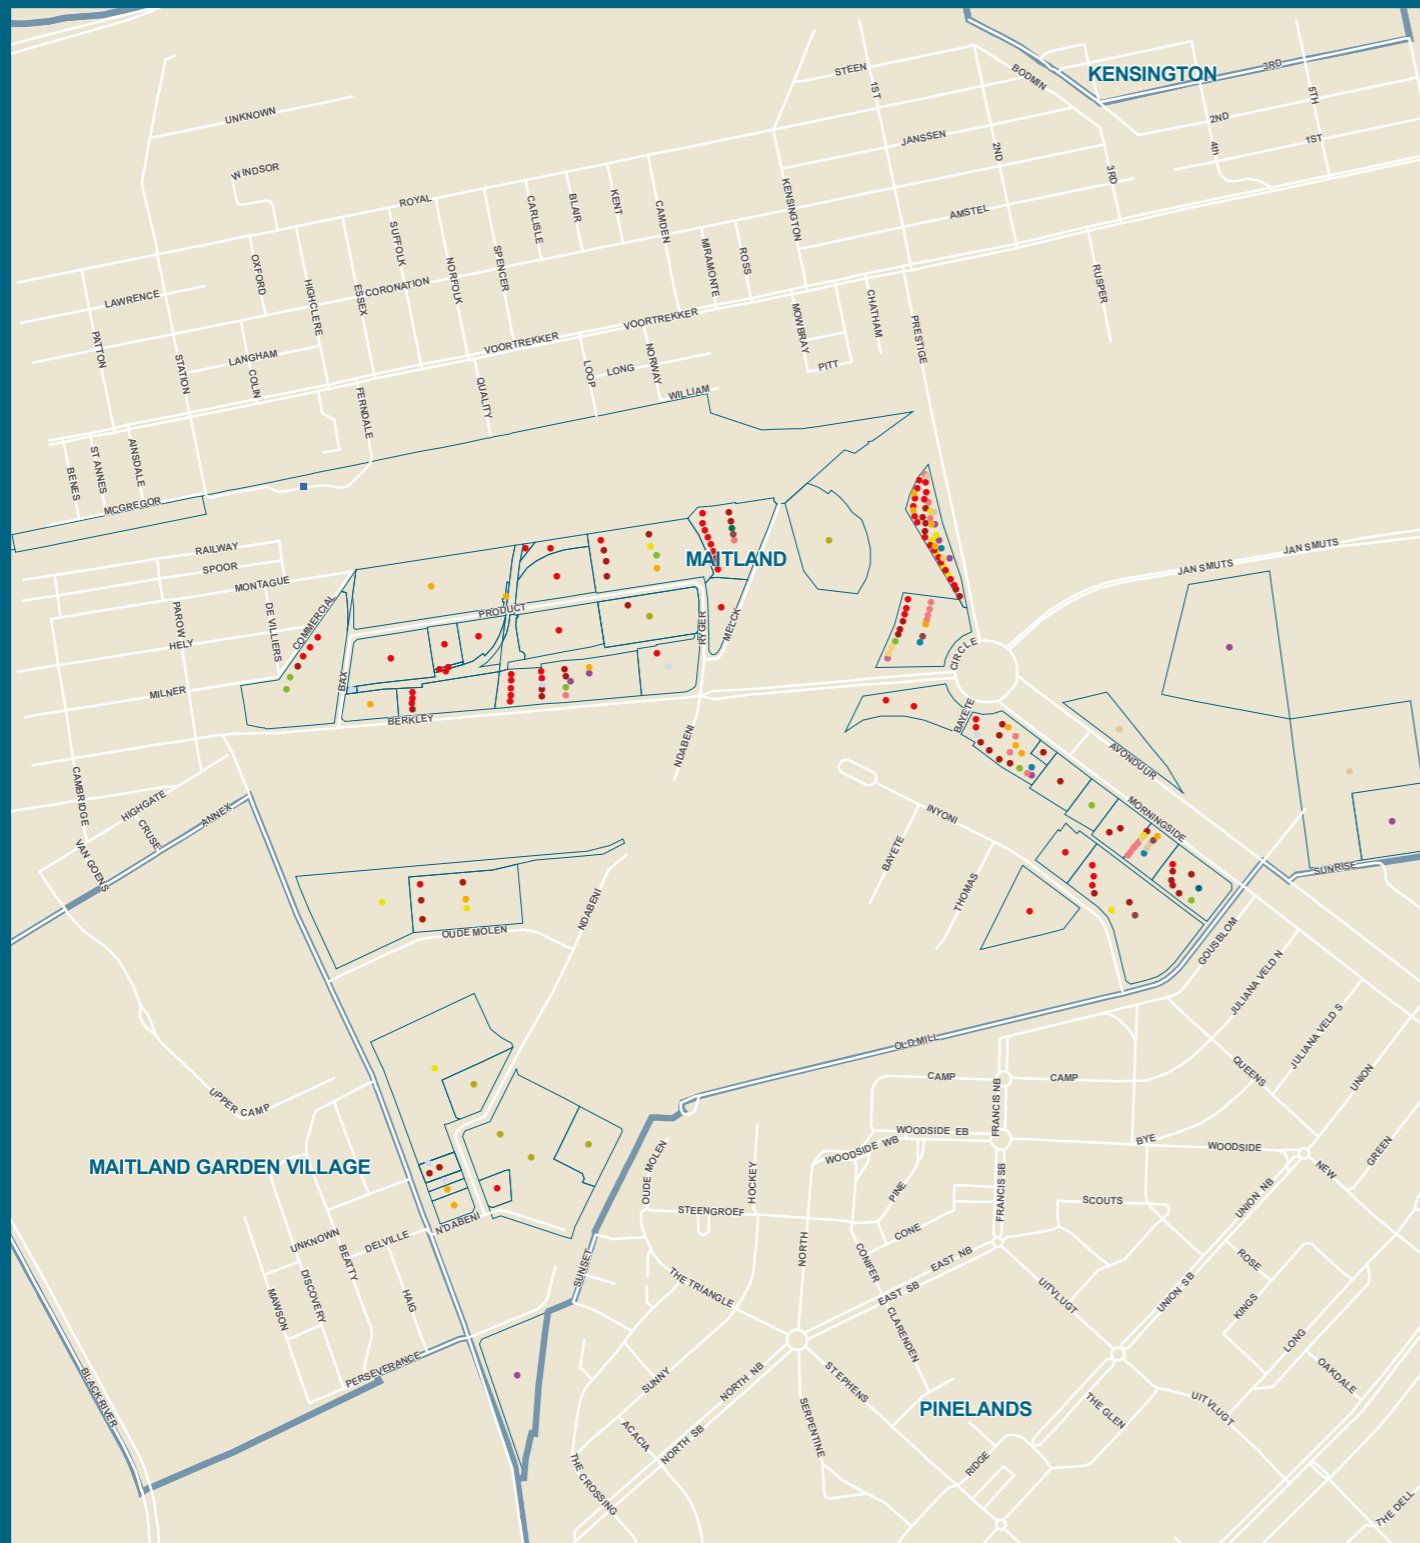 KENSINGTON
STEEN
1ST
BODMIN
3RD
5TH
UNKNOWN
JANSSEN
2ND
2ND
4th
1ST
WINDSOR
3RD
ROYAL
CARLISLE
BLAIR
KENT
CAMDEN
KENSINGTON
AMSTEL
SUFFOLK
MIRAMONTE
ROSS
OXFORD
SPENCER
NORFOLK
RUSPER
LAWRENCE
HIGHCLERE
ESSEX
CORONATION
MOWBRAY
CHATHAM
PRESTIGE
VOORTREKKER
PATTON
STATION
LANGHAM
COLIN
VOORTREKKER
LOOP
LONG
NORWAY
PITT
WILLIAM
FERNDALE
QUALITY
BENES
ST ANNES
AINSDALE
MCGREGOR
RAILWAY
SPOOR
MONTAGUE
JAN SMUTS
JAN SMUTS
MAITLAND
PAROW
HELY
DE VILLIERS
COMMERCIAL
PRODUCT
RYGER
MELCK
CIRCLE
MILNER
BAX
BERKLEY
BAYETE
NDABENI
AVONDUUR
CAMBRIDGE
HIGHGATE
CRUSE
ANNEX
MORNINGSIDE
INYONI
VAN GOENS
BAYETE
THOMAS
SUNRISE
NDABENI
OUDE MOLEN
GOUSBLOM
JULIANA VELD N
JULIANA VELD S
OLD MILL
QUEENS
UNION
CAMP
CAMP
UPPER CAMP
FRANCIS NB
WOODSIDE EB
BYE
WOODSIDE
GREEN
WOODSIDE WB
NEW
MAITLAND GARDEN VILLAGE
OUDE MOLEN
HOCKEY
PINE
FRANCIS SB
UNION NB
SCOUTS
STEENGROEF
N'DABENI
UNKNOWN
DELVILLE
BEATTY
CONE
NORTH
CONIFER
EAST NB
ROSE
SUNSET
THE TRIANGLE
EAST SB
UITVLUGT
UNION SB
KINGS
MAWSON
DISCOVERY
HAIG
CLARENDEN
LONG
OAKDALE
PERSEVERANCE
BLACK RIVER
SUNNY
NORTH NB
STEPHENS
PINELANDS
THE GLEN
UITVLUGT
ACACIA
NORTH SB
SERPENTINE
RIDGE
THE CROSSING
THE DELL